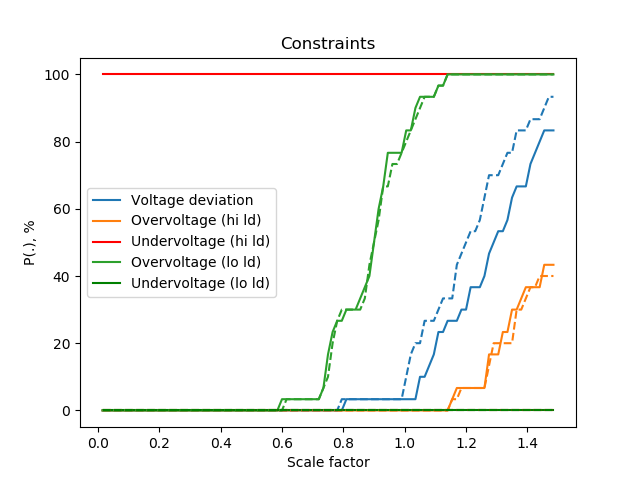 Constraints
P(.), %
100
80
60
40
20
0
Voltage deviation
Overvoltage (hi ld)
Undervoltage (hi ld)
Overvoltage (lo ld)
Undervoltage (lo ld)
0.0 0.2 0.4 0.6 0.8 1.0 1.2 1.4
Scale factor